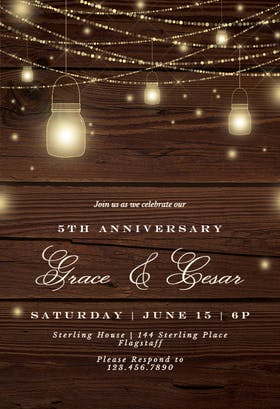 Join us as we celebrate our
5TH ANNIVERSARY
Grace & Cesar
SATURDAY | JUNE 15 | 6P
Sterling House | 144 Sterling Place
Flagstaff
Please Respond to
123.456.7890